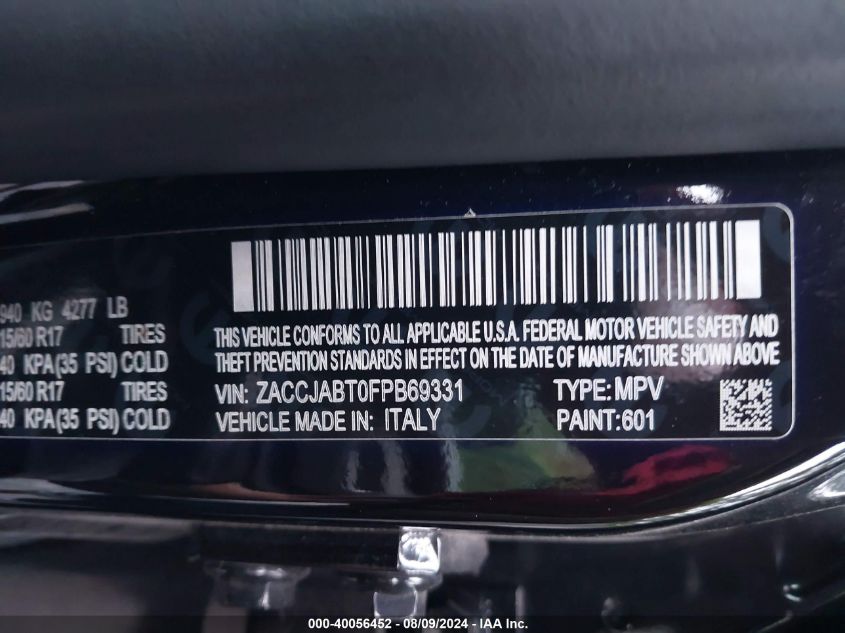 940 KG 4277 LB
15/60 R17 TIRES
40 KPA(35 PSI) COLD
15/60 R17 TIRES
40 KPA(35 PSI) COLD
THIS VEHICLE CONFORMS TO ALL APPLICABLE U.S.A. FEDERAL MOTOR VEHICLE SAFETY AND
THEFT PREVENTION STANDARDS IN EFFECT ON THE DATE OF MANUFACTURE SHOWN ABOVE
VIN: ZACCJABT0FPB69331 TYPE: MPV
VEHICLE MADE IN: ITALY PAINT: 601
000-40056452 - 08/09/2024 - IAA Inc.